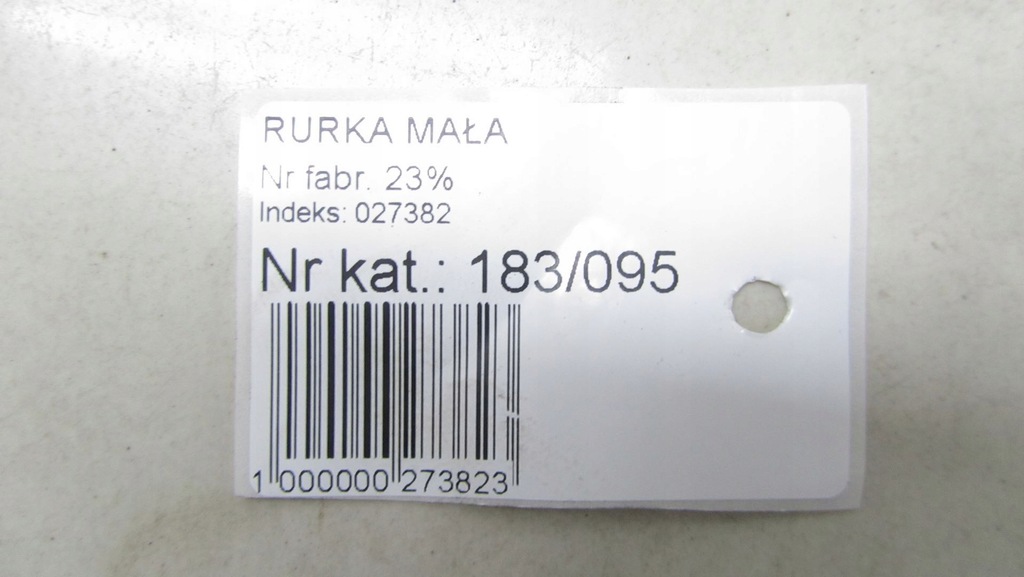 RURKA MAŁA
Nr fabr. 23%
Indeks: 027382
Nr kat.: 183/095
1 000000 273823